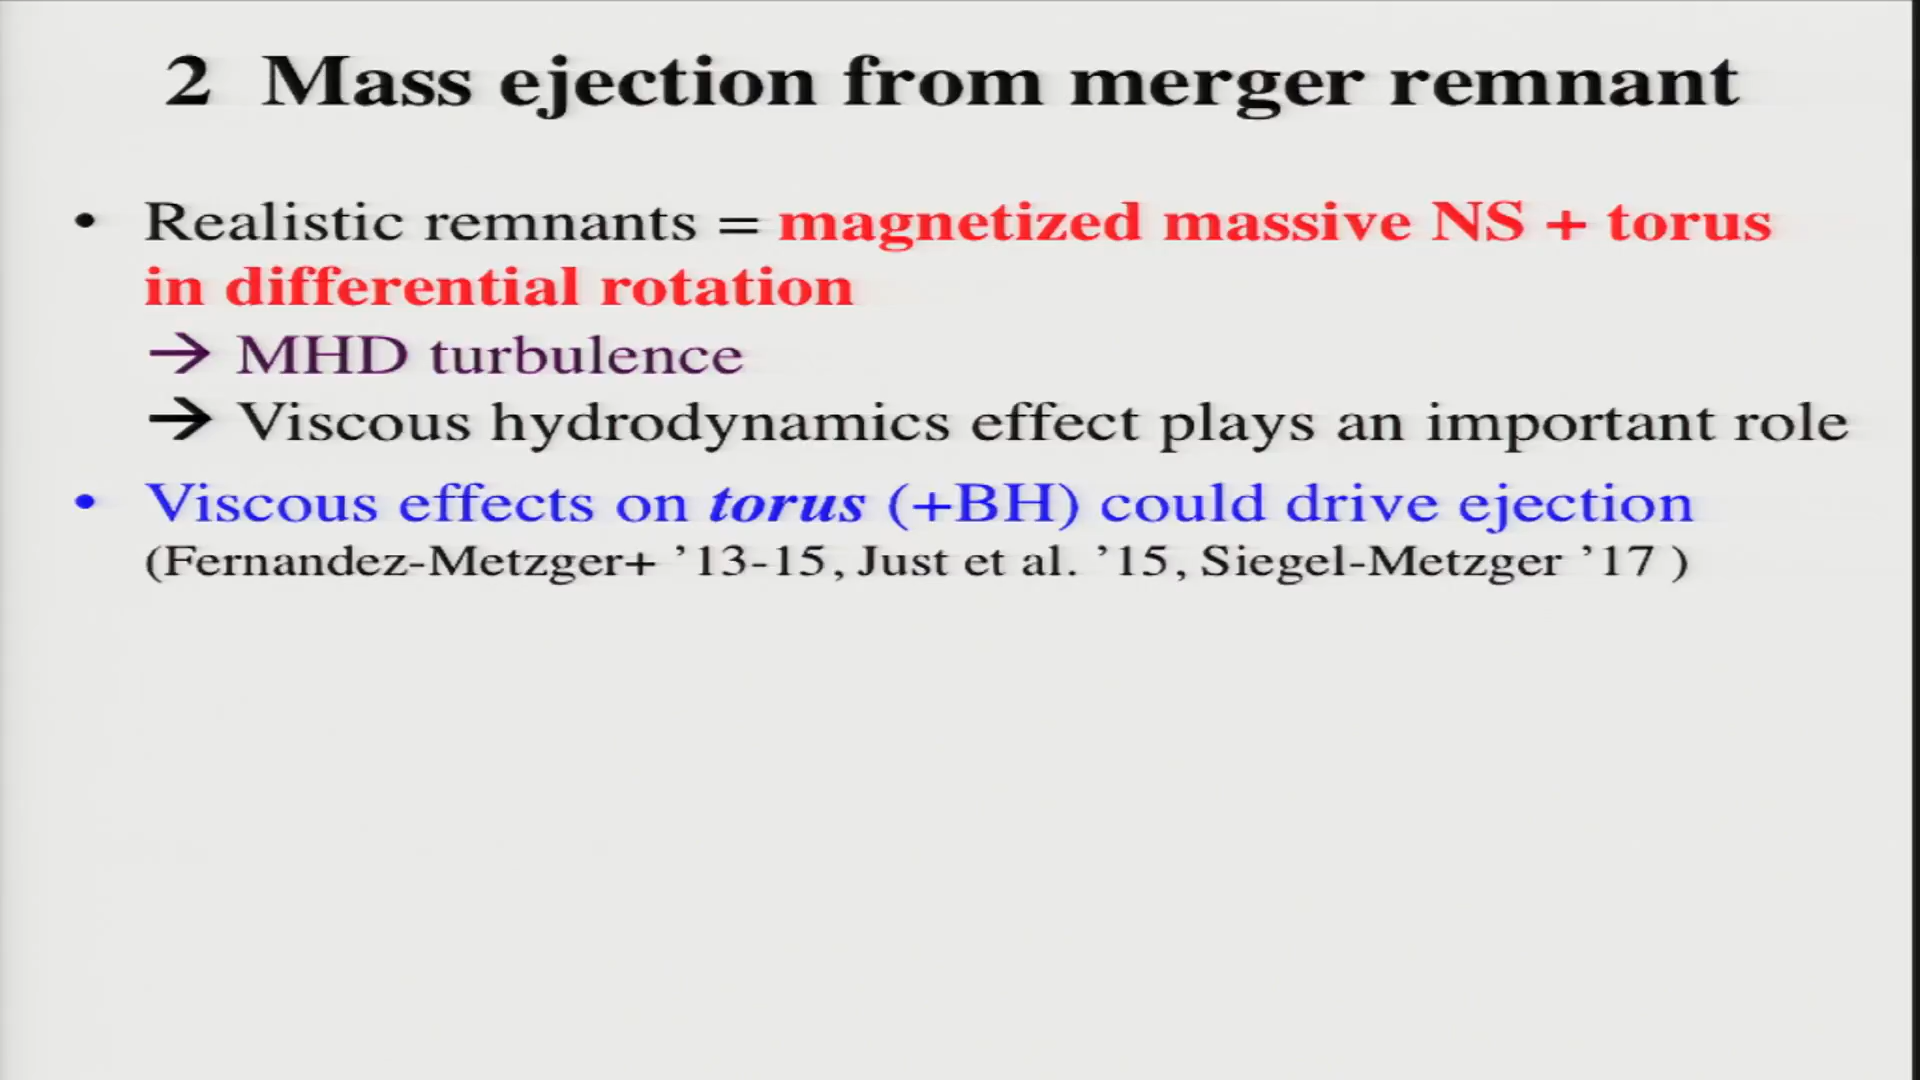 2 Mass ejection from merger remnant
• Realistic remnants = magnetized massive NS + torus
in differential rotation
→ MHD turbulence
→ Viscous hydrodynamics effect plays an important role
• Viscous effects on torus (+BH) could drive ejection
(Fernandez-Metzger+ ’13-15, Just et al. ’15, Siegel-Metzger ’17 )